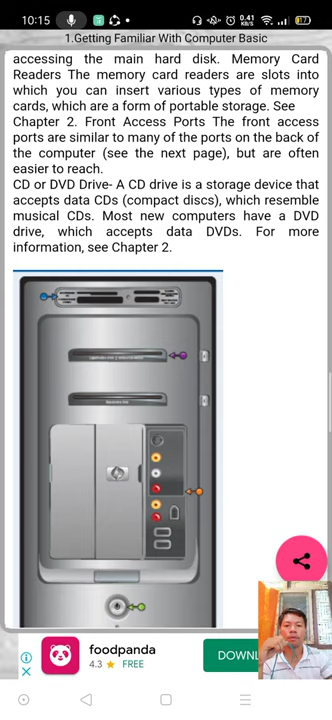 10:15
0.41
KB/S
17
1.Getting Familiar With Computer Basic
accessing the main hard disk. Memory Card
Readers The memory card readers are slots into
which you can insert various types of memory
cards, which are a form of portable storage. See
Chapter 2. Front Access Ports The front access
ports are similar to many of the ports on the back of
the computer (see the next page), but are often
easier to reach.
CD or DVD Drive- A CD drive is a storage device that
accepts data CDs (compact discs), which resemble
musical CDs. Most new computers have a DVD
drive, which accepts data DVDs. For more
information, see Chapter 2.
foodpanda
4.3 ★ FREE
DOWNL